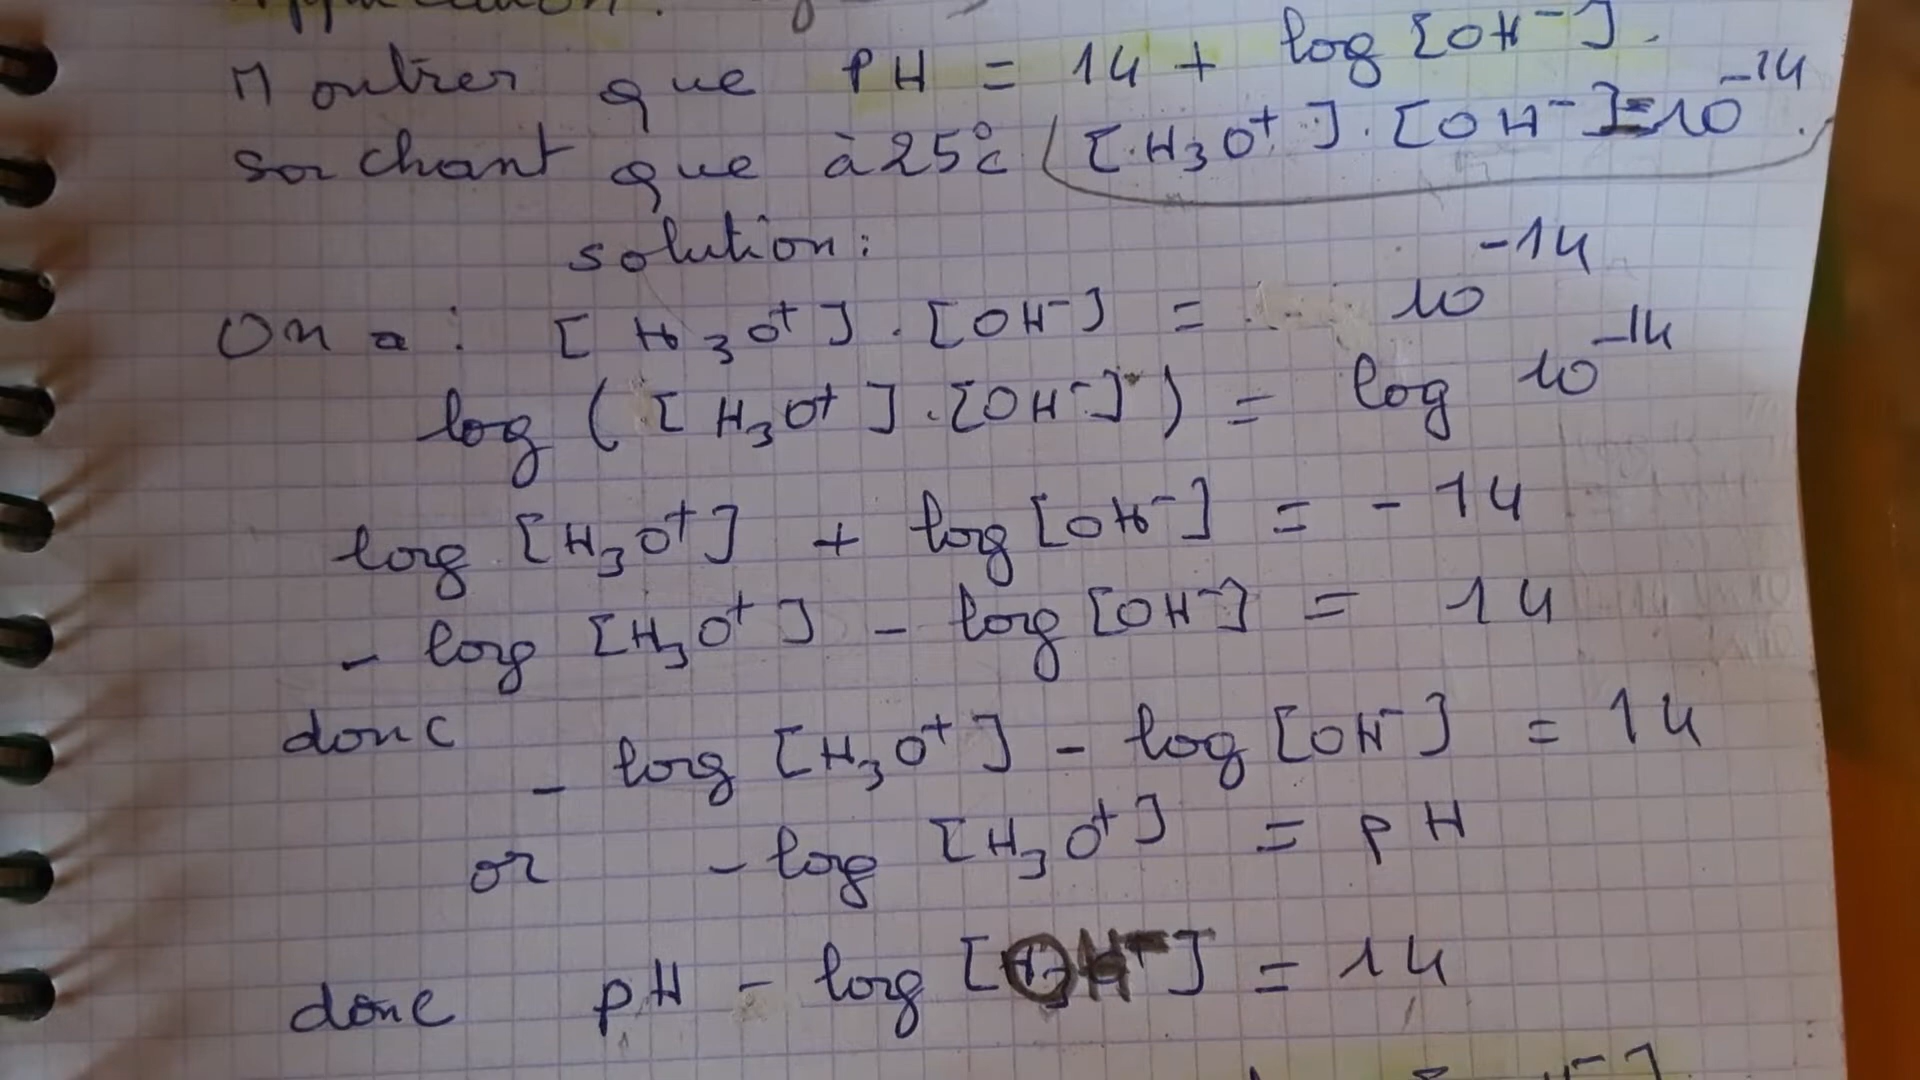 Application :
Montrer que PH = 14 + log [OH⁻].
sachant que à 25°c ([H₃O⁺].[OH⁻]=10⁻¹⁴.
solution:
On a : [H₃O⁺].[OH⁻] = 10⁻¹⁴
log ([H₃O⁺].[OH⁻]) = log 10⁻¹⁴
log [H₃O⁺] + log [OH⁻] = - 14
- log [H₃O⁺] - log [OH⁻] = 14
donc - log [H₃O⁺] - log [OH⁻] = 14
or - log [H₃O⁺] = pH
donc pH - log [OH⁻] = 14